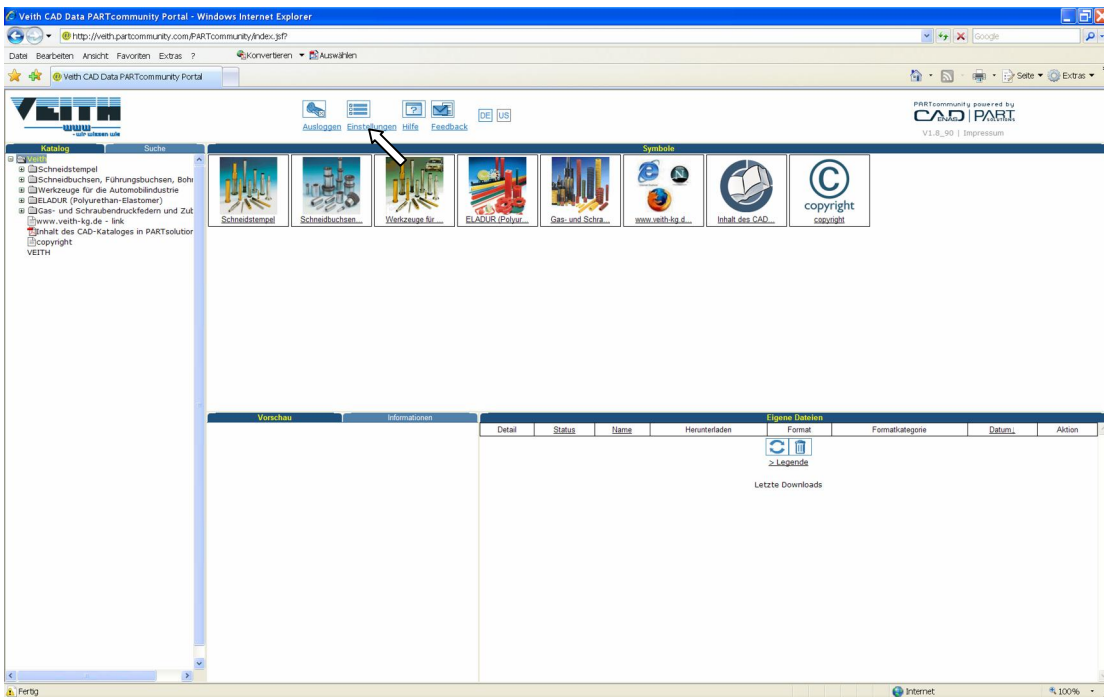 Veith CAD Data PARTcommunity Portal - Windows Internet Explorer
http://veith.partcommunity.com/PARTcommunity/index.jsf?
Google
Datei Bearbeiten Ansicht Favoriten Extras ?
Konvertieren Auswählen
Veith CAD Data PARTcommunity Portal
Seite Extras
VEITH
www
- wir wissen wie
Ausloggen Einstellungen Hilfe Feedback
DE US
PARTcommunity powered by
CADENAS PARTsolutions
V1.8_90 | Impressum
Katalog Suche
Symbole
Veith
Schneidstempel
Schneidbuchsen, Führungsbuchsen, Bohr
Werkzeuge für die Automobilindustrie
ELADUR (Polyurethan-Elastomer)
Gas- und Schraubendruckfedern und Zub
www.veith-kg.de - link
Inhalt des CAD-Kataloges in PARTsolution
copyright
VEITH
copyright
Schneidstempel Schneidbuchsen... Werkzeuge für ... ELADUR (Polyur... Gas- und Schra... www.veith-kg.d... Inhalt des CAD... copyright
Vorschau Informationen
Eigene Dateien
Detail Status Name Herunterladen Format Formatkategorie Datum↓ Aktion
> Legende
Letzte Downloads
Fertig
Internet
100%